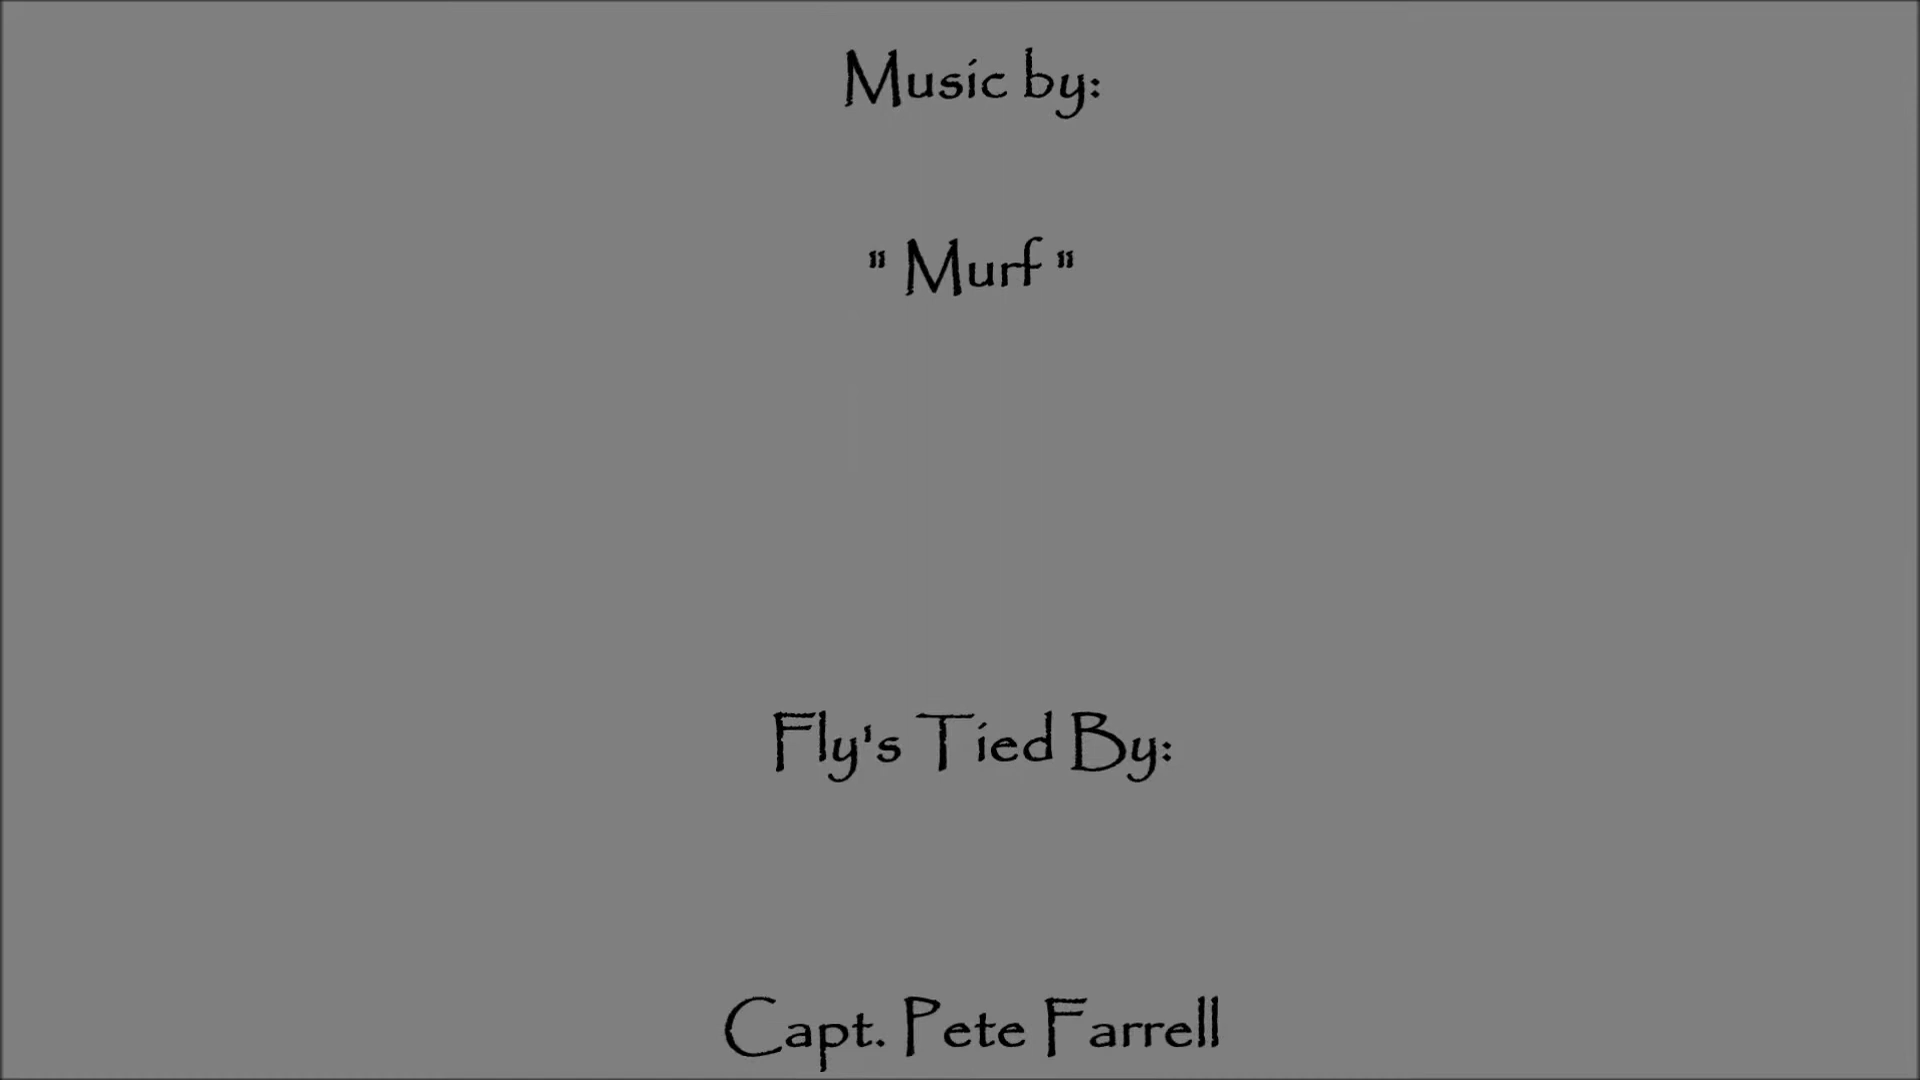 Music by:
" Murf "
Fly's Tied By:
Capt. Pete Farrell